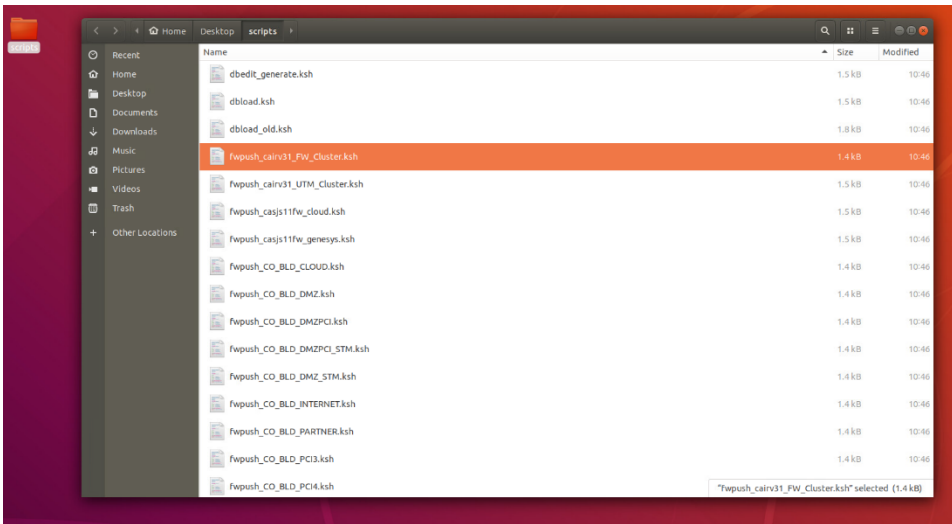 scripts
Home Desktop scripts
Recent
Home
Desktop
Documents
Downloads
Music
Pictures
Videos
Trash
+ Other Locations
Name Size Modified
dbedit_generate.ksh 1.5 kB 10:46
dbload.ksh 1.5 kB 10:46
dbload_old.ksh 1.8 kB 10:46
fwpush_cairv31_FW_Cluster.ksh 1.4 kB 10:46
fwpush_cairv31_UTM_Cluster.ksh 1.5 kB 10:46
fwpush_casjs11fw_cloud.ksh 1.5 kB 10:46
fwpush_casjs11fw_genesys.ksh 1.5 kB 10:46
fwpush_CO_BLD_CLOUD.ksh 1.4 kB 10:46
fwpush_CO_BLD_DMZ.ksh 1.4 kB 10:46
fwpush_CO_BLD_DMZPCI.ksh 1.4 kB 10:46
fwpush_CO_BLD_DMZPCI_STM.ksh 1.4 kB 10:46
fwpush_CO_BLD_DMZ_STM.ksh 1.4 kB 10:46
fwpush_CO_BLD_INTERNET.ksh 1.4 kB 10:46
fwpush_CO_BLD_PARTNER.ksh 1.4 kB 10:46
fwpush_CO_BLD_PCI3.ksh 1.4 kB 10:46
fwpush_CO_BLD_PCI4.ksh
"fwpush_cairv31_FW_Cluster.ksh" selected (1.4 kB)